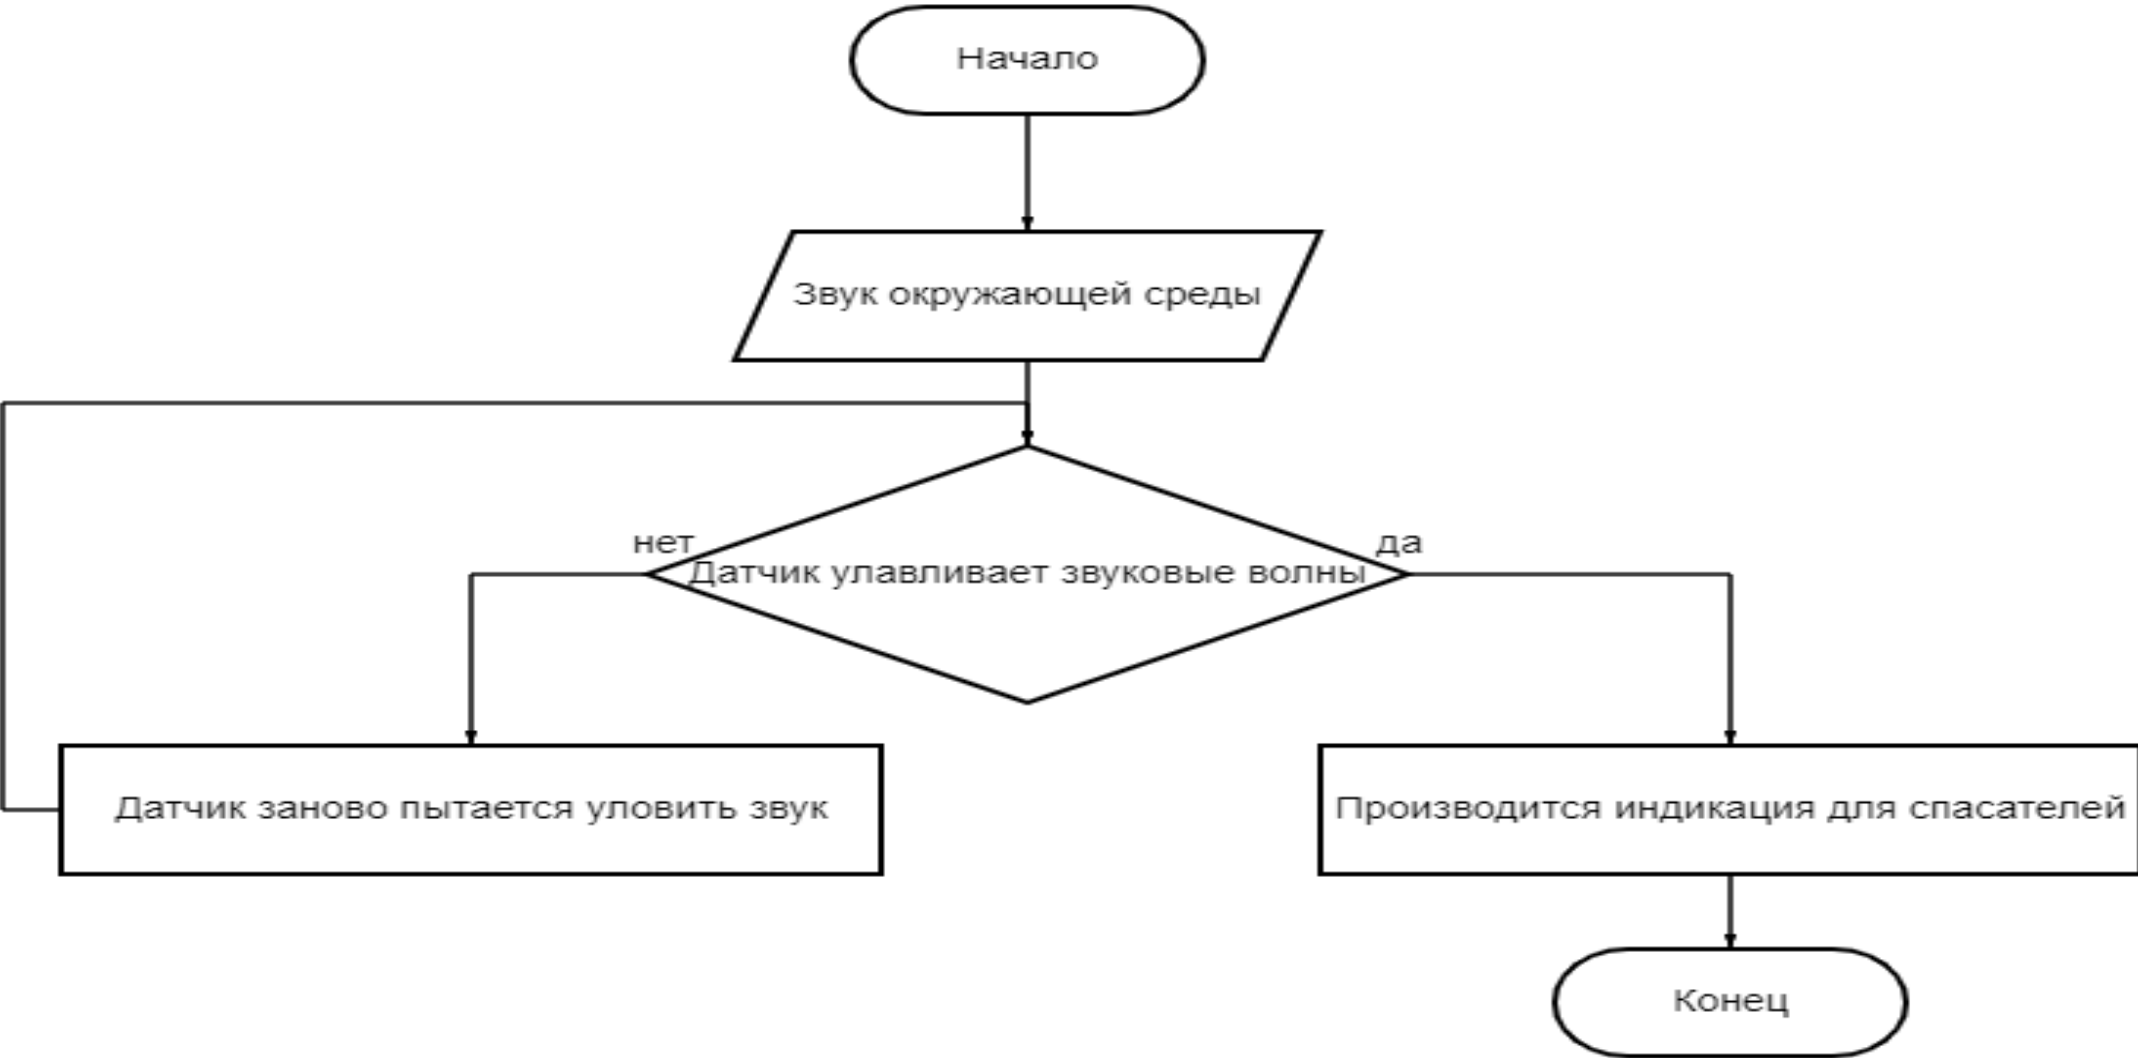 Начало
Звук окружающей среды
нет
да
Датчик улавливает звуковые волны
Датчик заново пытается уловить звук
Производится индикация для спасателей
Конец